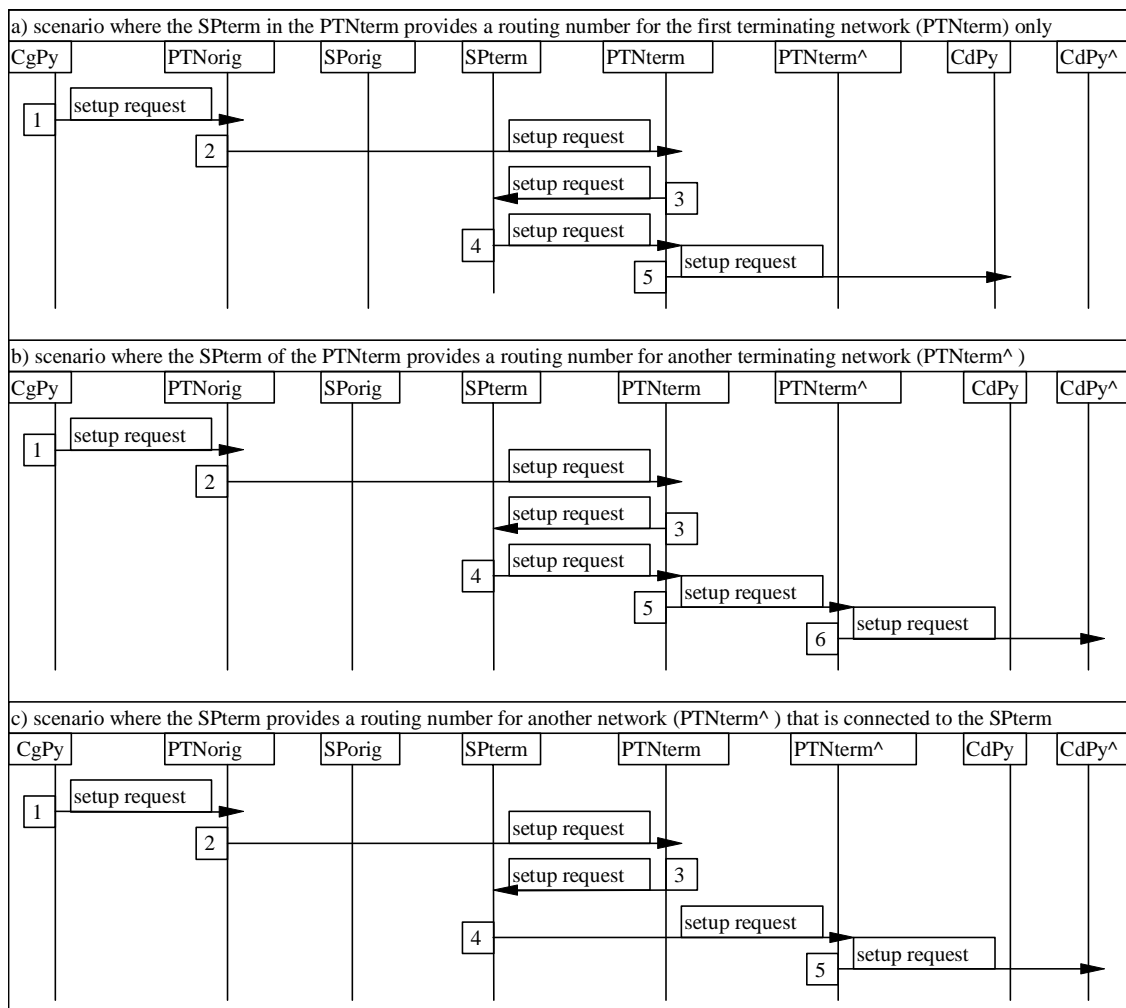 a) scenario where the SPterm in the PTNterm provides a routing number for the first terminating network (PTNterm) only
CgPy PTNorig SPorig SPterm PTNterm PTNterm^ CdPy CdPy^
setup request
1
setup request
2
setup request
3
setup request
4
setup request
5
b) scenario where the SPterm of the PTNterm provides a routing number for another terminating network (PTNterm^ )
CgPy PTNorig SPorig SPterm PTNterm PTNterm^ CdPy CdPy^
setup request
1
setup request
2
setup request
3
setup request
4
setup request
5
setup request
6
c) scenario where the SPterm provides a routing number for another network (PTNterm^ ) that is connected to the SPterm
CgPy PTNorig SPorig SPterm PTNterm PTNterm^ CdPy CdPy^
setup request
1
setup request
2
setup request
3
setup request
4
setup request
5